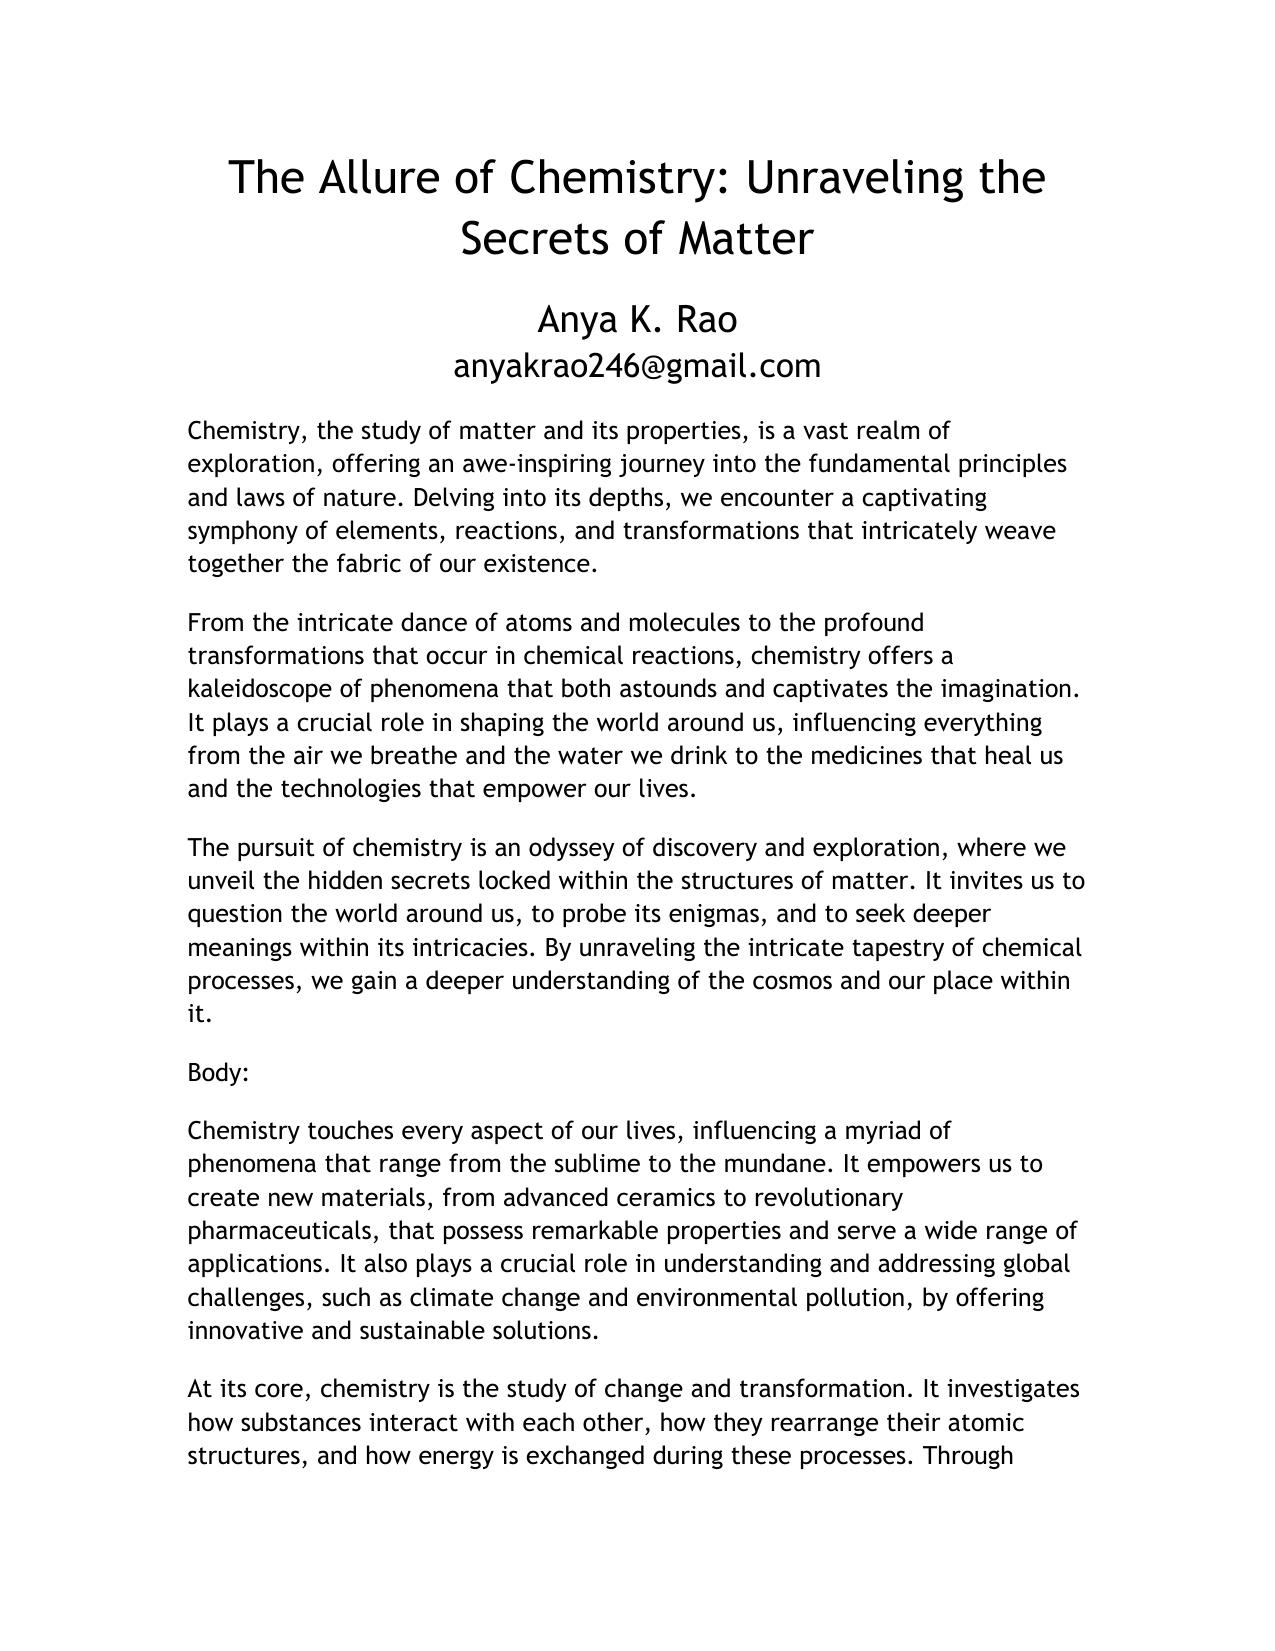 The Allure of Chemistry: Unraveling the
Secrets of Matter
Anya K. Rao
anyakrao246@gmail.com
Chemistry, the study of matter and its properties, is a vast realm of
exploration, offering an awe-inspiring journey into the fundamental principles
and laws of nature. Delving into its depths, we encounter a captivating
symphony of elements, reactions, and transformations that intricately weave
together the fabric of our existence.
From the intricate dance of atoms and molecules to the profound
transformations that occur in chemical reactions, chemistry offers a
kaleidoscope of phenomena that both astounds and captivates the imagination.
It plays a crucial role in shaping the world around us, influencing everything
from the air we breathe and the water we drink to the medicines that heal us
and the technologies that empower our lives.
The pursuit of chemistry is an odyssey of discovery and exploration, where we
unveil the hidden secrets locked within the structures of matter. It invites us to
question the world around us, to probe its enigmas, and to seek deeper
meanings within its intricacies. By unraveling the intricate tapestry of chemical
processes, we gain a deeper understanding of the cosmos and our place within
it.
Body:
Chemistry touches every aspect of our lives, influencing a myriad of
phenomena that range from the sublime to the mundane. It empowers us to
create new materials, from advanced ceramics to revolutionary
pharmaceuticals, that possess remarkable properties and serve a wide range of
applications. It also plays a crucial role in understanding and addressing global
challenges, such as climate change and environmental pollution, by offering
innovative and sustainable solutions.
At its core, chemistry is the study of change and transformation. It investigates
how substances interact with each other, how they rearrange their atomic
structures, and how energy is exchanged during these processes. Through